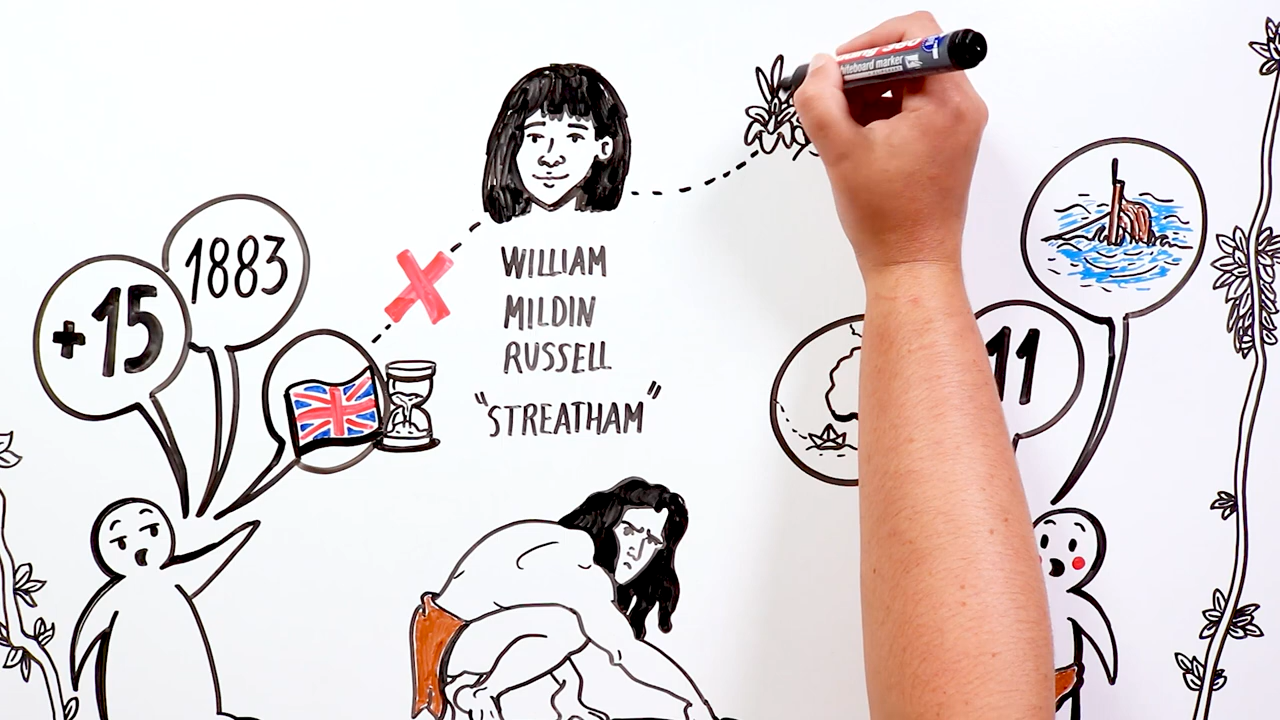 +15
1883
WILLIAM
MILDIN
RUSSELL
"STREATHAM"
11
whiteboard marker